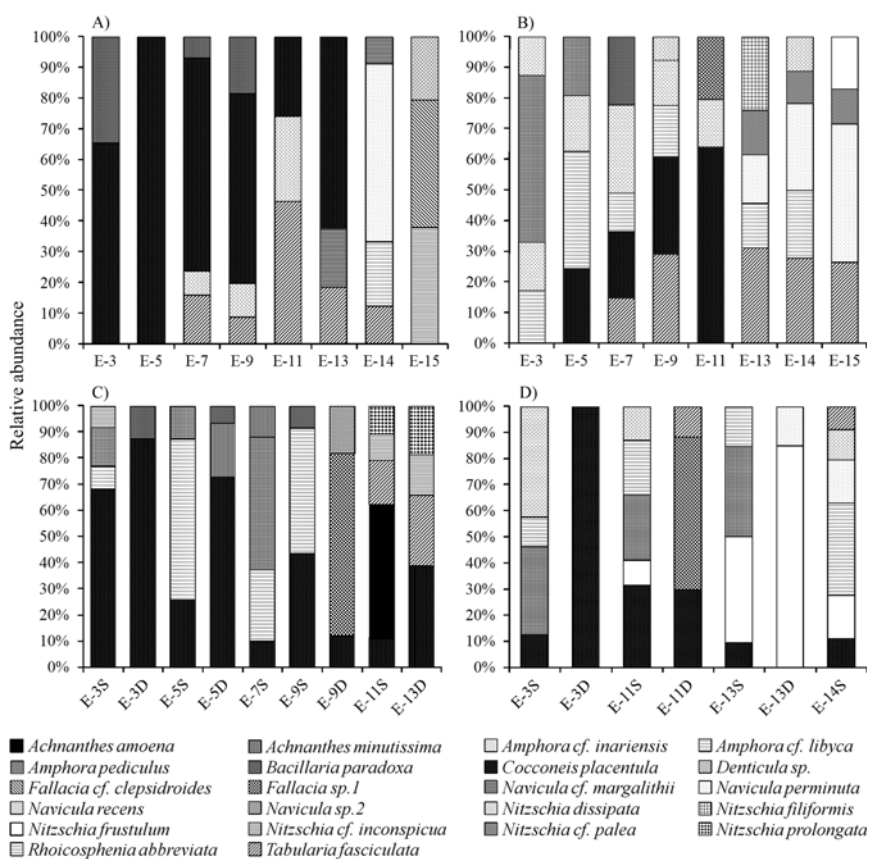 A)
B)
100%
90%
80%
70%
60%
50%
40%
30%
20%
10%
0%
E-3 E-5 E-7 E-9 E-11 E-13 E-14 E-15
100%
90%
80%
70%
60%
50%
40%
30%
20%
10%
0%
E-3 E-5 E-7 E-9 E-11 E-13 E-14 E-15
Relative abundance
C)
D)
100%
90%
80%
70%
60%
50%
40%
30%
20%
10%
0%
E-3S E-3D E-5S E-5D E-7S E-9S E-9D E-11S E-13D
100%
90%
80%
70%
60%
50%
40%
30%
20%
10%
0%
E-3S E-3D E-11S E-11D E-13S E-13D E-14S
Achnanthes amoena
Achnanthes minutissima
Amphora cf. inariensis
Amphora cf. libyca
Amphora pediculus
Bacillaria paradoxa
Cocconeis placentula
Denticula sp.
Fallacia cf. clepsidroides
Fallacia sp.1
Navicula cf. margalithii
Navicula perminuta
Navicula recens
Navicula sp.2
Nitzschia dissipata
Nitzschia filiformis
Nitzschia frustulum
Nitzschia cf. inconspicua
Nitzschia cf. palea
Nitzschia prolongata
Rhoicosphenia abbreviata
Tabularia fasciculata